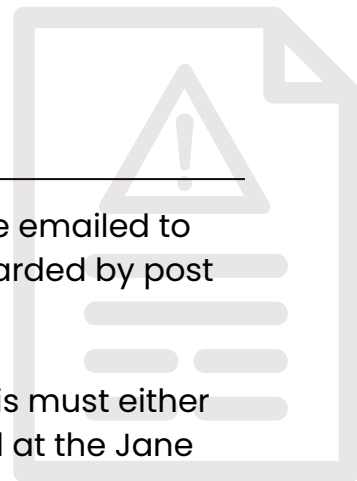 e emailed to
arded by post
is must either
at the Jane